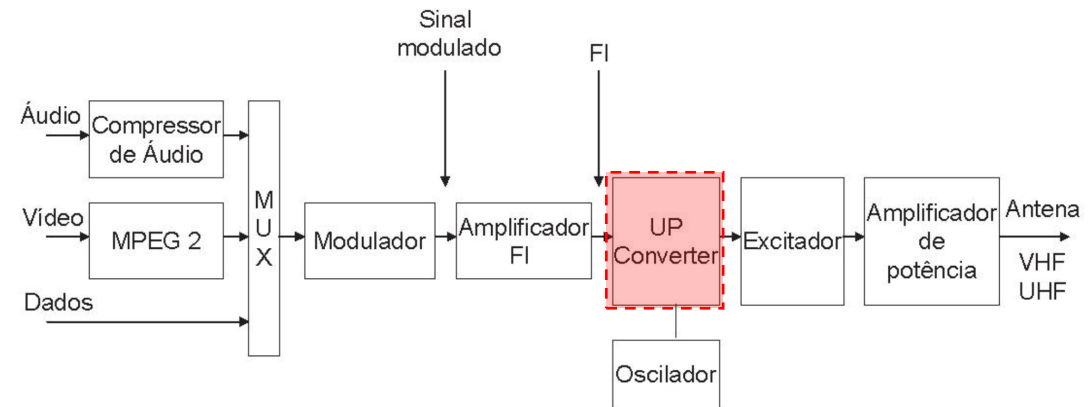 Sinal
modulado
FI
Áudio
Compressor
de Áudio
Vídeo
MPEG 2
Dados
M
U
X
Modulador
Amplificador
FI
UP
Converter
Oscilador
Excitador
Amplificador
de
potência
Antena
VHF
UHF